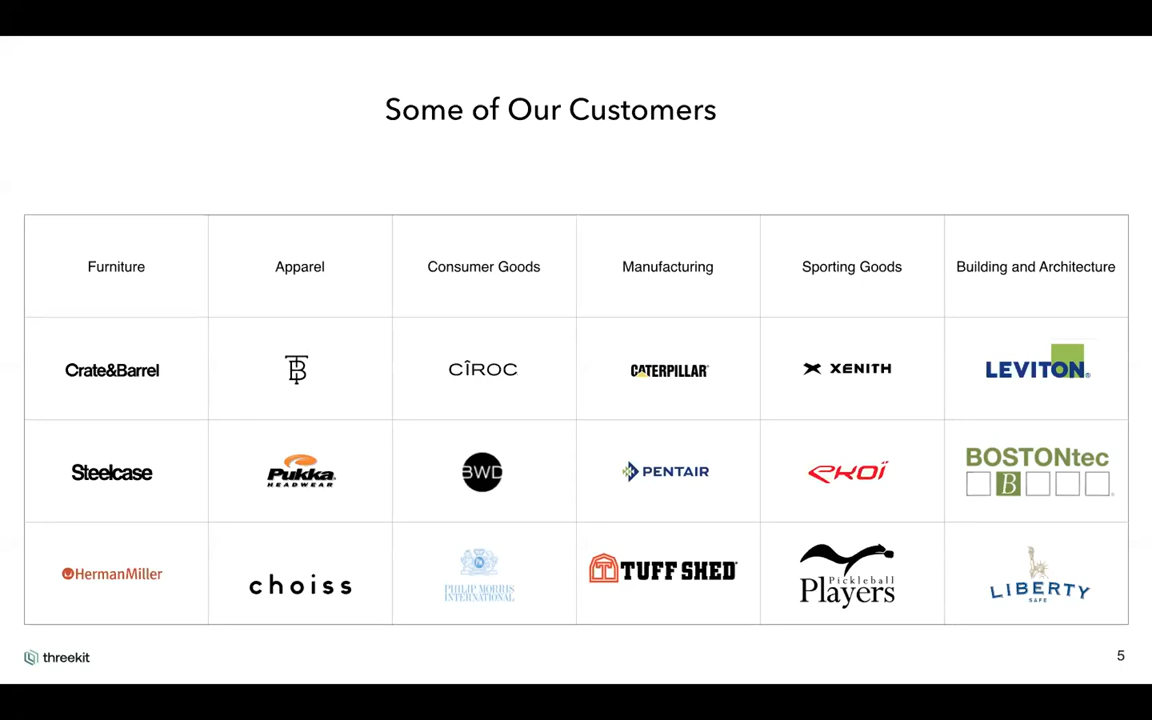 Some of Our Customers
Furniture Apparel Consumer Goods Manufacturing Sporting Goods Building and Architecture
Crate&Barrel TB CÎROC CATERPILLAR® XENITH LEVITON®
Steelcase Pukka HEADWEAR BWD PENTAIR EKOÏ BOSTONtec B
HermanMiller choiss PHILIP MORRIS INTERNATIONAL TUFF SHED® Pickleball Players LIBERTY SAFE
threekit 5